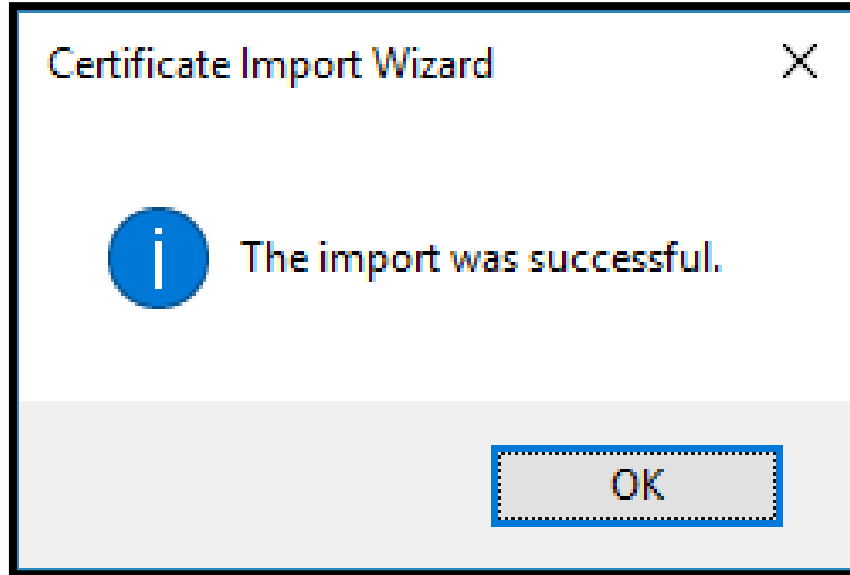 Certificate Import Wizard
The import was successful.
OK